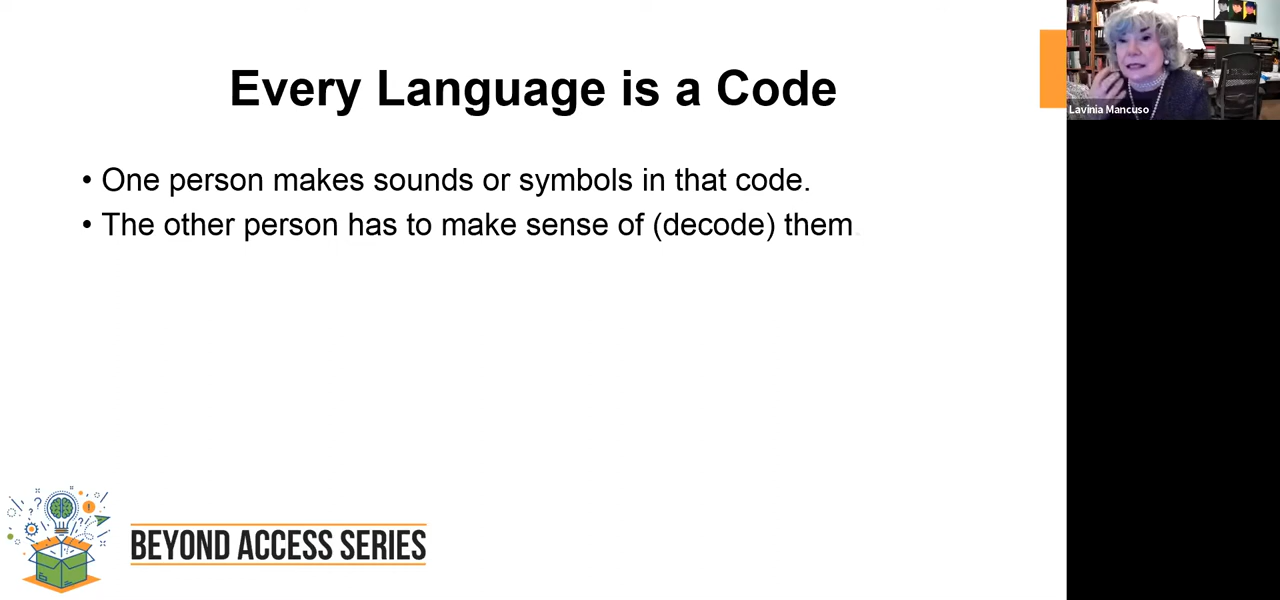 Every Language is a Code
• One person makes sounds or symbols in that code.
• The other person has to make sense of (decode) them.
BEYOND ACCESS SERIES
Lavinia Mancuso